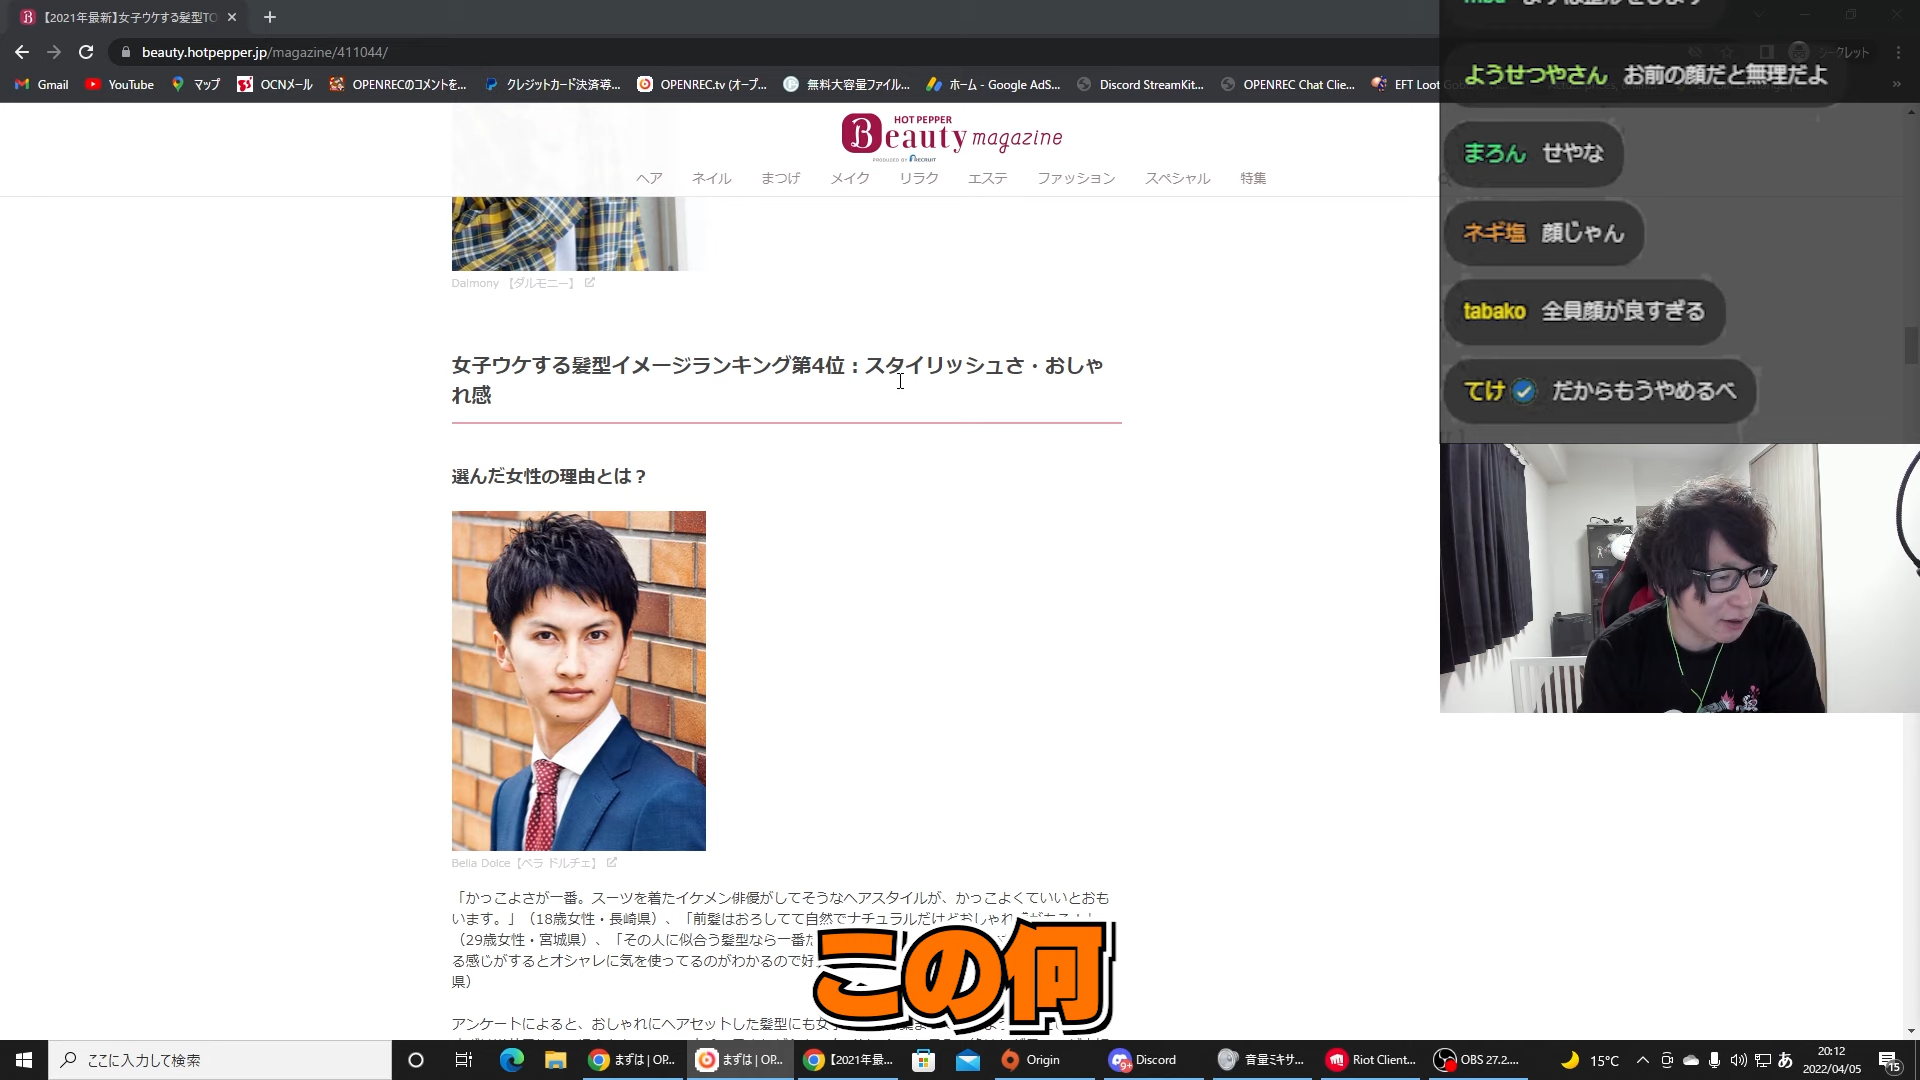 【2021年最新】女子ウケする髪型TO
beauty.hotpepper.jp/magazine/411044/
シークレット
Gmail
YouTube
マップ
OCNメール
OPENRECのコメントを...
クレジットカード決済導...
OPENREC.tv (オープ...
無料大容量ファイル...
ホーム - Google AdS...
Discord StreamKit...
OPENREC Chat Clie...
EFT Loot
HOT PEPPER
Beauty magazine
PRODUCED BY RECRUIT
ヘア
ネイル
まつげ
メイク
リラク
エステ
ファッション
スペシャル
特集
Dalmony 【ダルモニー】
女子ウケする髪型イメージランキング第4位：スタイリッシュさ・おしゃ
れ感
選んだ女性の理由とは？
Bella Dolce【ベラ ドルチェ】
「かっこよさが一番。スーツを着たイケメン俳優がしてそうなヘアスタイルが、かっこよくていいとおも
います。」（18歳女性・長崎県）、「前髪はおろしてて自然でナチュラルだけどおしゃれ
（29歳女性・宮城県）、「その人に似合う髪型なら一番
る感じがするとオシャレに気を使ってるのがわかるので好
県）
アンケートによると、おしゃれにヘアセットした髪型にも女
この何
ようせつやさん お前の顔だと無理だよ
まろん せやな
ネギ塩 顔じゃん
tabako 全員顔が良すぎる
てけ だからもうやめるべ
ここに入力して検索
まずは | OP...
まずは | OP...
【2021年最...
Origin
9+
Discord
音量ミキサ...
Riot Client...
OBS 27.2....
15°C
あ
20:12
2022/04/05
15